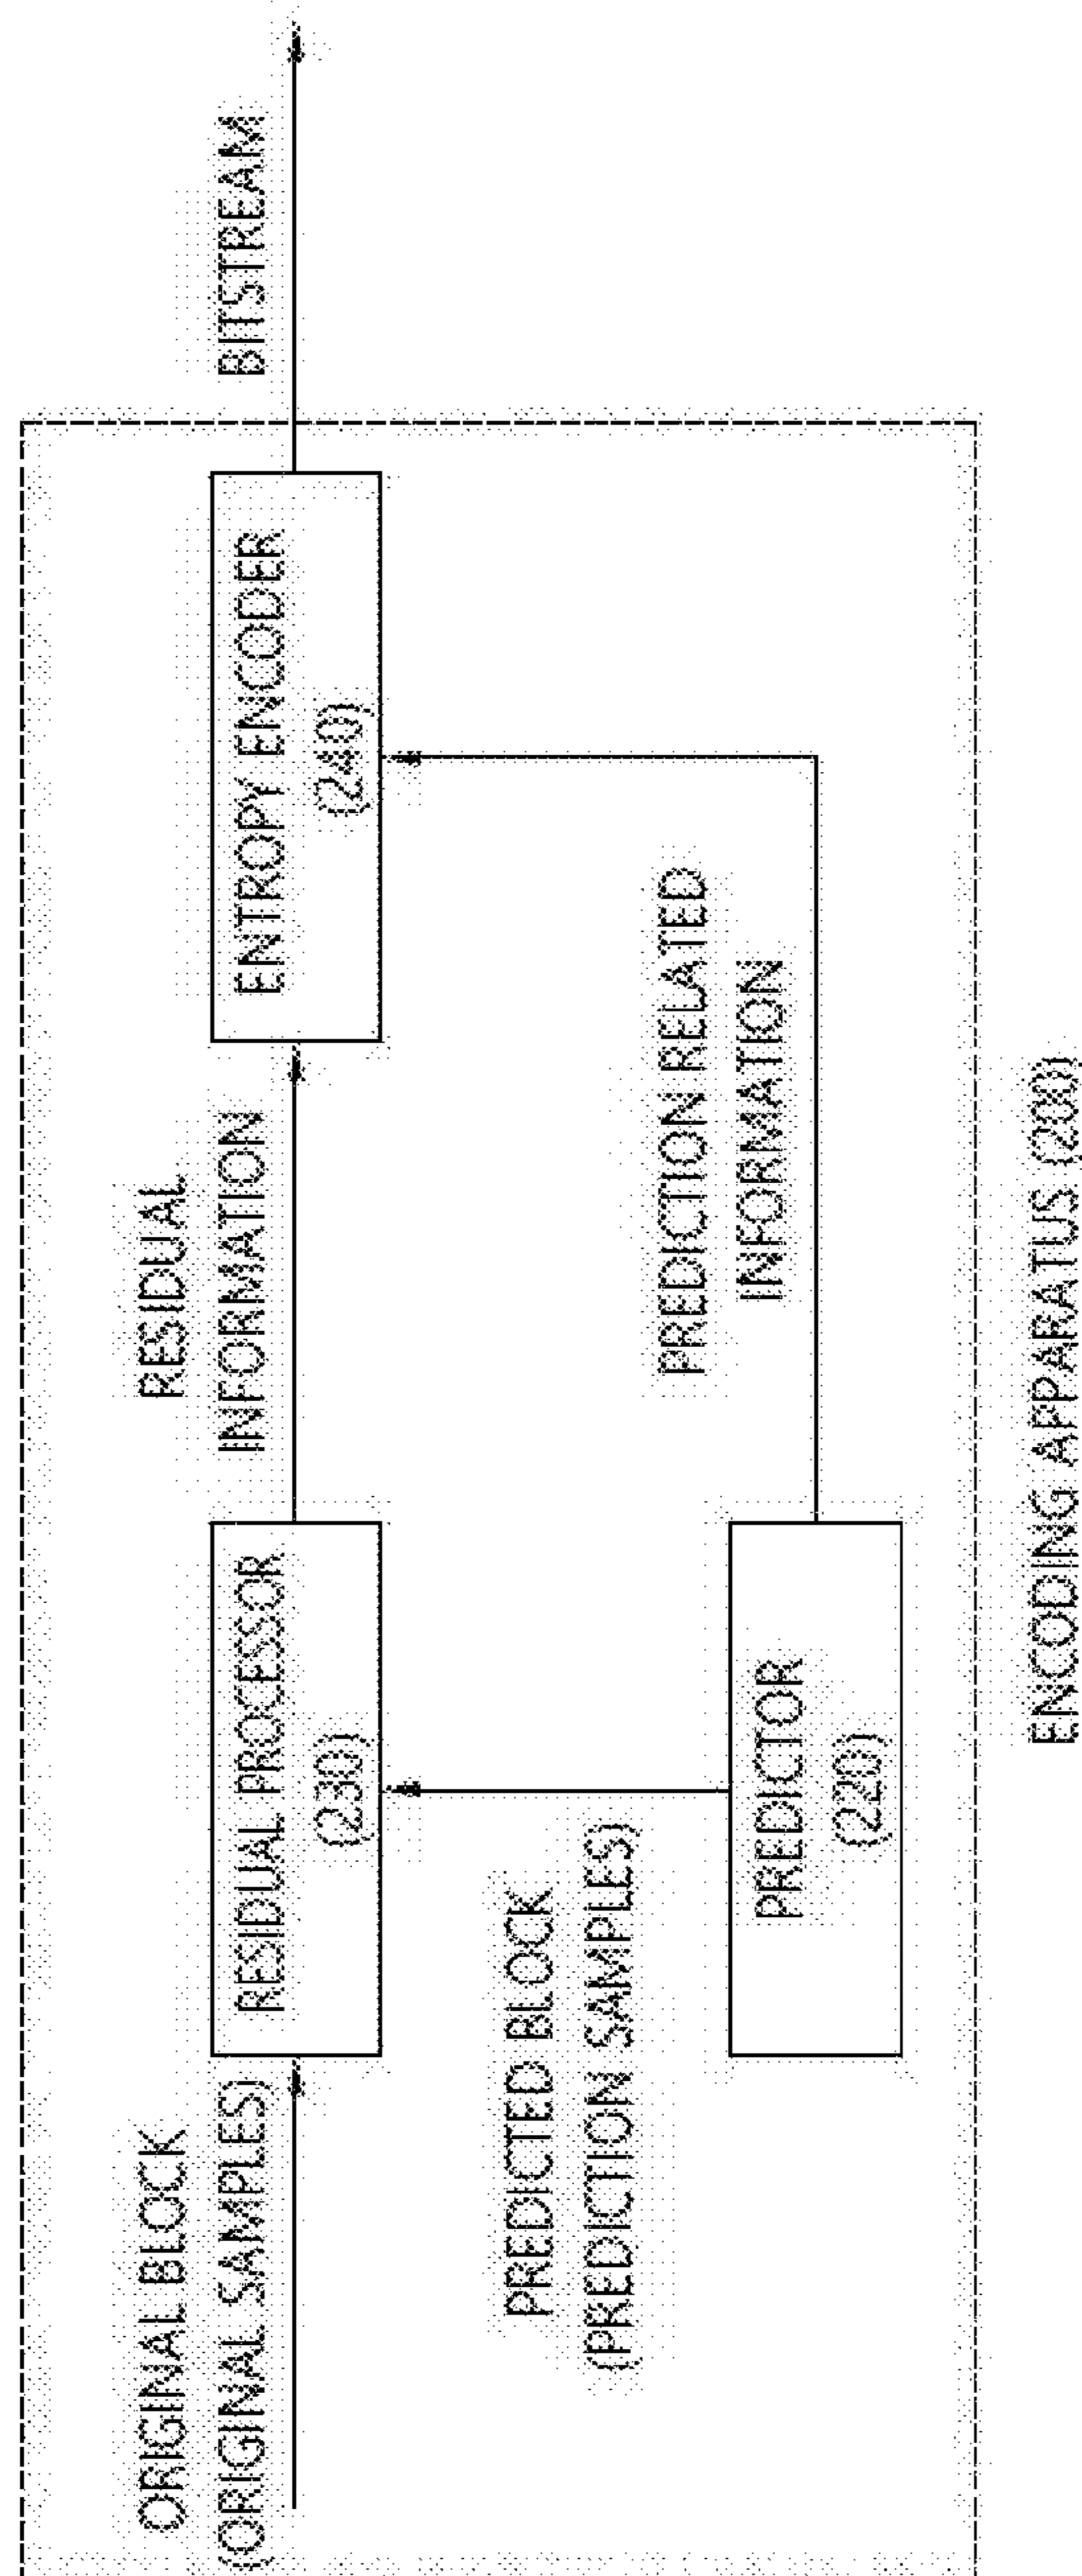 ORIGINAL BLOCK
(ORIGINAL SAMPLES)
RESIDUAL PROCESSOR
(230)
RESIDUAL
INFORMATION
ENTROPY ENCODER
(240)
BITSTREAM
PREDICTED BLOCK
(PREDICTION SAMPLES)
PREDICTION RELATED
INFORMATION
PREDICTOR
(220)
ENCODING APPARATUS (200)